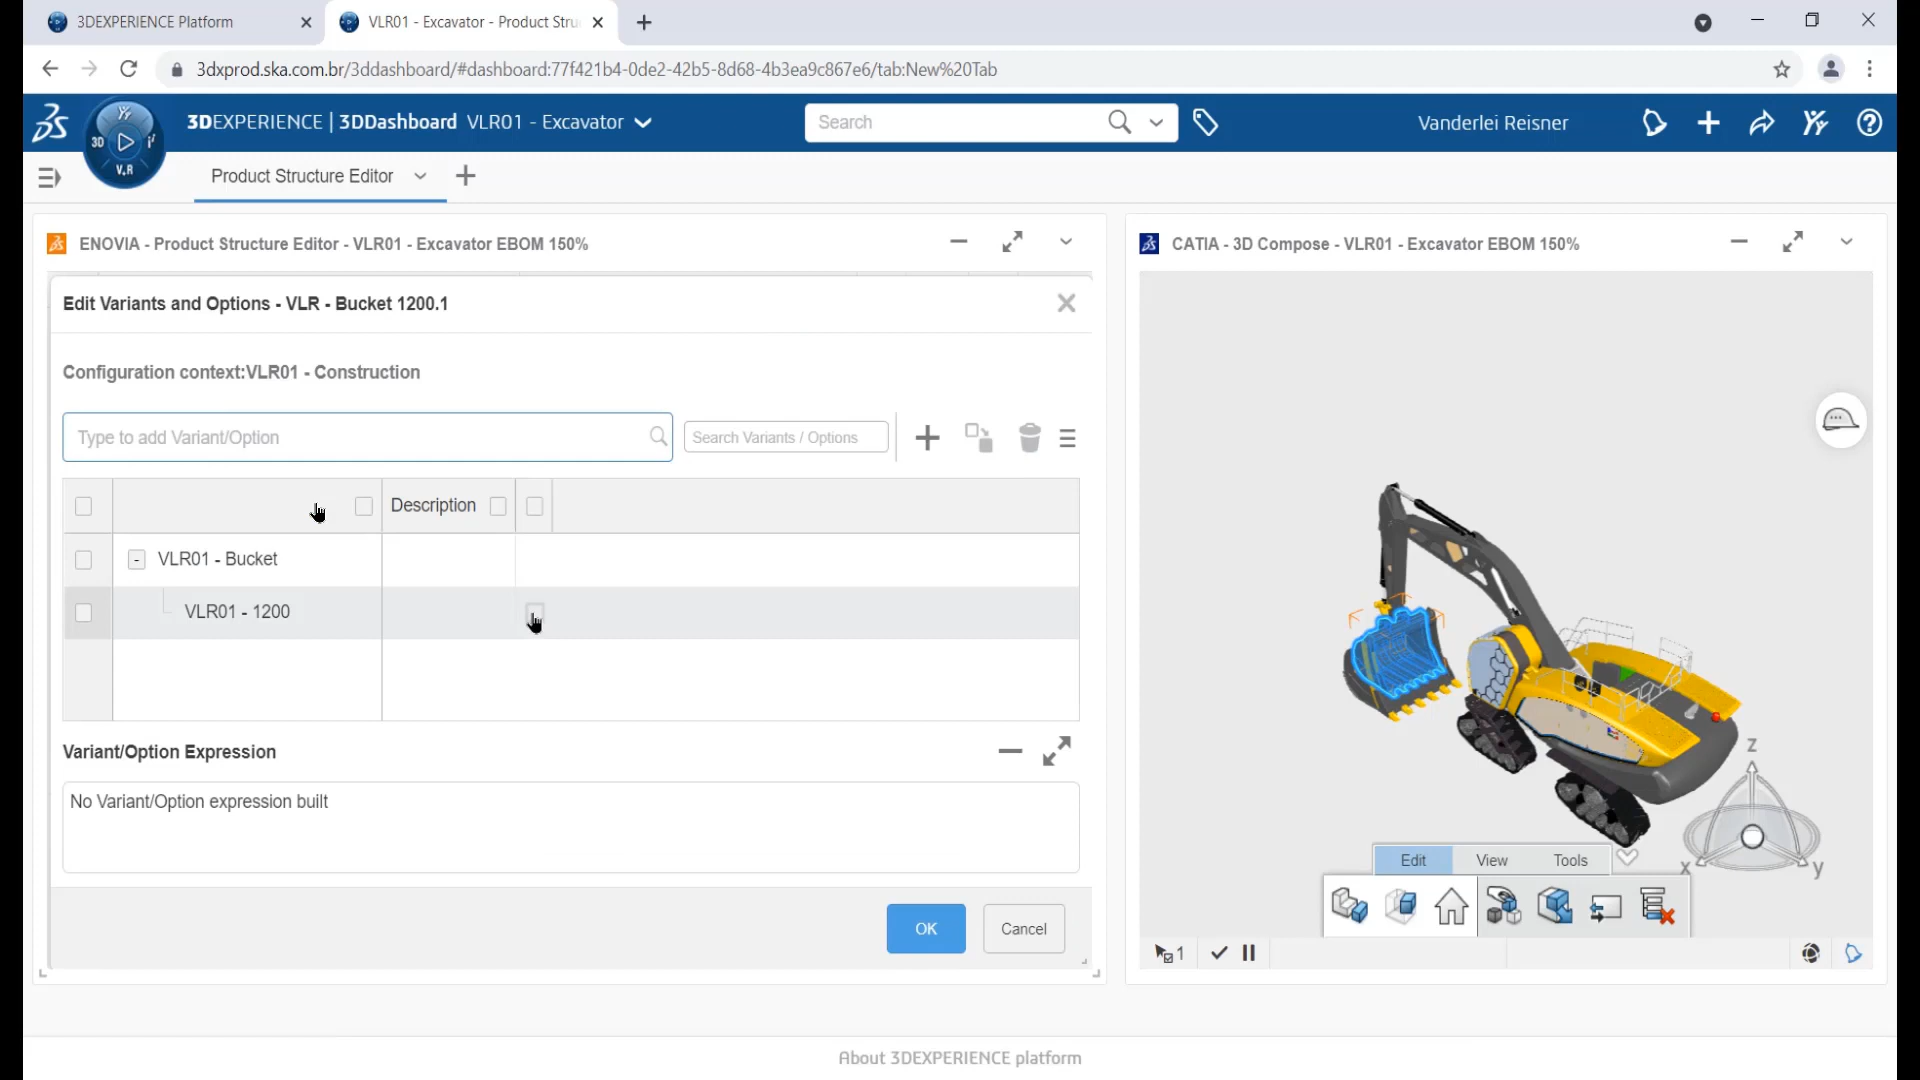 3DEXPERIENCE Platform
VLR01 - Excavator - Product Stru
3dxprod.ska.com.br/3ddashboard/#dashboard:77f421b4-0de2-42b5-8d68-4b3ea9c867e6/tab:New%20Tab
3D
V.R
3DEXPERIENCE | 3DDashboard VLR01 - Excavator
Search
Vanderlei Reisner
Product Structure Editor
ENOVIA - Product Structure Editor - VLR01 - Excavator EBOM 150%
CATIA - 3D Compose - VLR01 - Excavator EBOM 150%
Edit Variants and Options - VLR - Bucket 1200.1
Configuration context:VLR01 - Construction
Type to add Variant/Option
Search Variants / Options
Description
VLR01 - Bucket
VLR01 - 1200
Variant/Option Expression
No Variant/Option expression built
OK
Cancel
z
x
y
Edit
View
Tools
1
About 3DEXPERIENCE platform